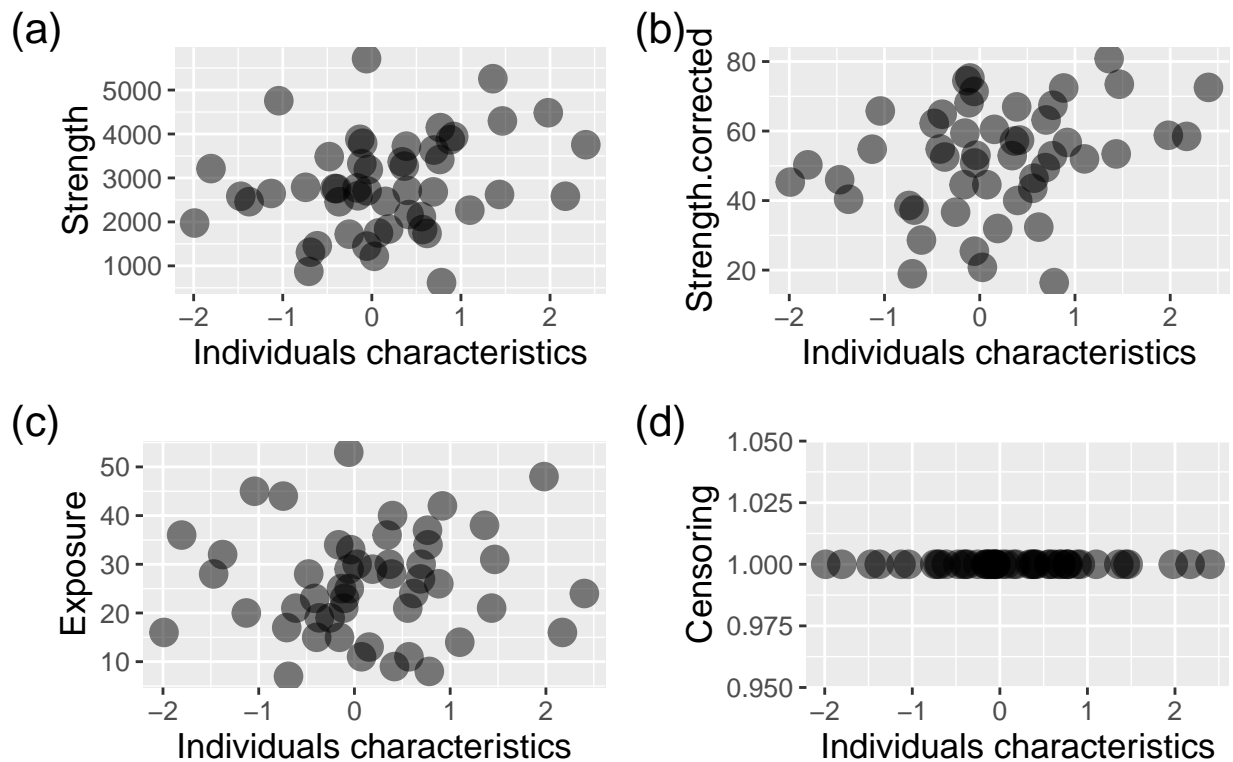 (a)
Strength
5000
4000
3000
2000
1000
−2 −1 0 1 2
Individuals characteristics
(b)
Strength.corrected
80
60
40
20
−2 −1 0 1 2
Individuals characteristics
(c)
Exposure
50
40
30
20
10
−2 −1 0 1 2
Individuals characteristics
(d)
Censoring
1.050
1.025
1.000
0.975
0.950
−2 −1 0 1 2
Individuals characteristics